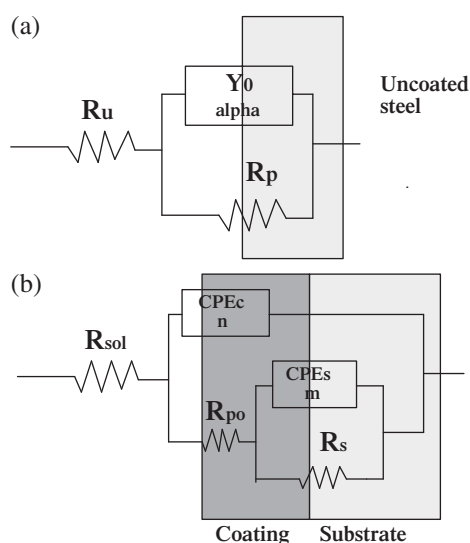 (a)
Y0
alpha
Uncoated
steel
Ru
Rp
(b)
CPEc
n
Rsol
CPEs
m
Rpo
Rs
Coating Substrate